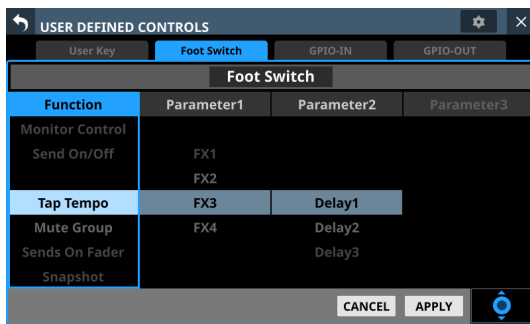 USER DEFINED CONTROLS
User Key Foot Switch GPIO-IN GPIO-OUT
Foot Switch
Function Parameter1 Parameter2 Parameter3
Monitor Control
Send On/Off FX1
FX2
Tap Tempo FX3 Delay1
Mute Group FX4 Delay2
Sends On Fader Delay3
Snapshot
CANCEL APPLY